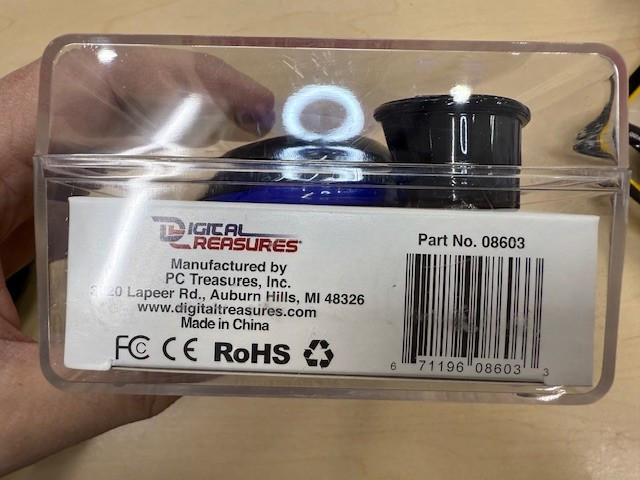 DIGITAL
TREASURES
Manufactured by
PC Treasures, Inc.
Lapeer Rd., Auburn Hills, MI 48326
www.digitaltreasures.com
Made in China
FC CE RoHS
Part No. 08603
6 71196 08603 3